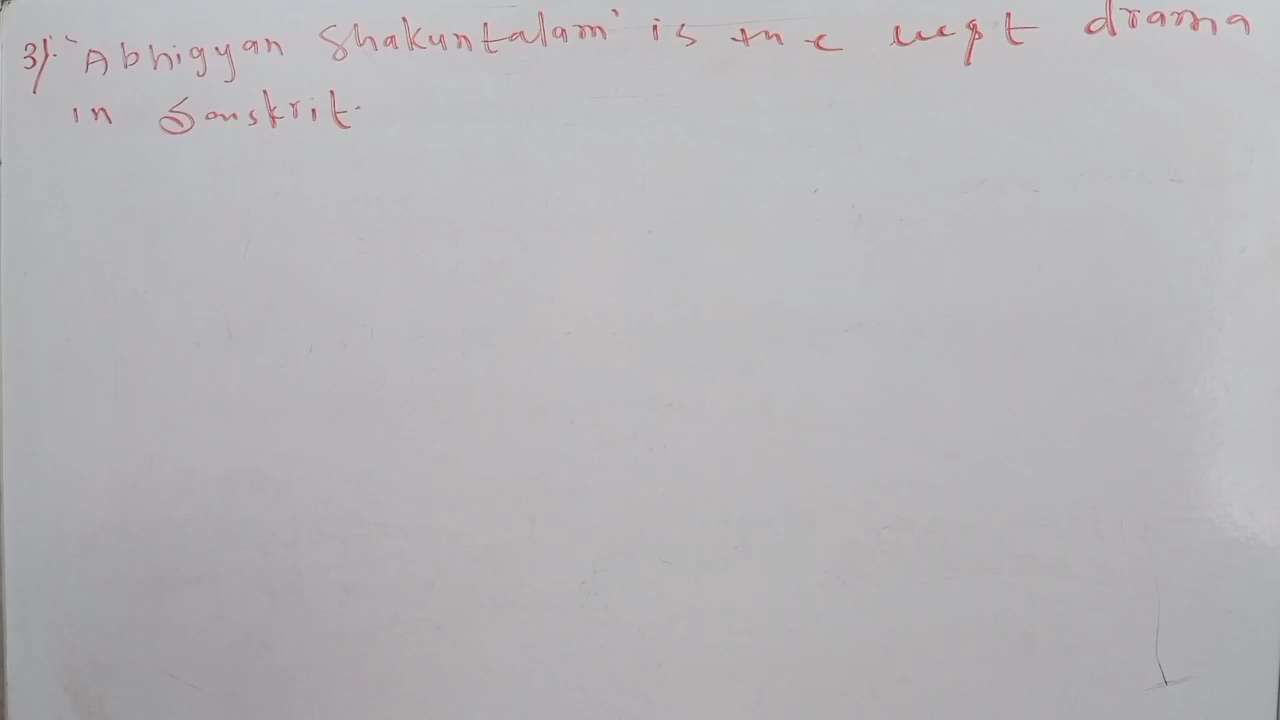 3). 'Abhigyan Shakuntalam' is the drama
in Sanskrit.